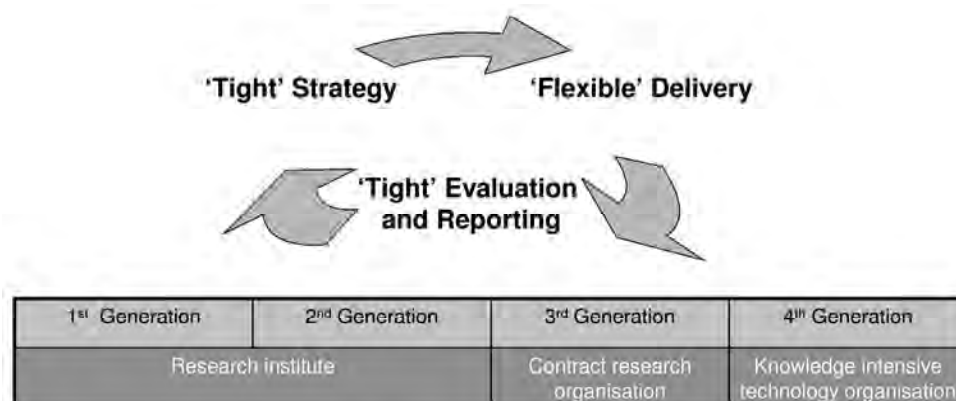 ‘Tight’ Strategy
‘Flexible’ Delivery
‘Tight’ Evaluation
and Reporting
1st Generation
2nd Generation
3rd Generation
4th Generation
Research institute
Contract research
organisation
Knowledge intensive
technology organisation